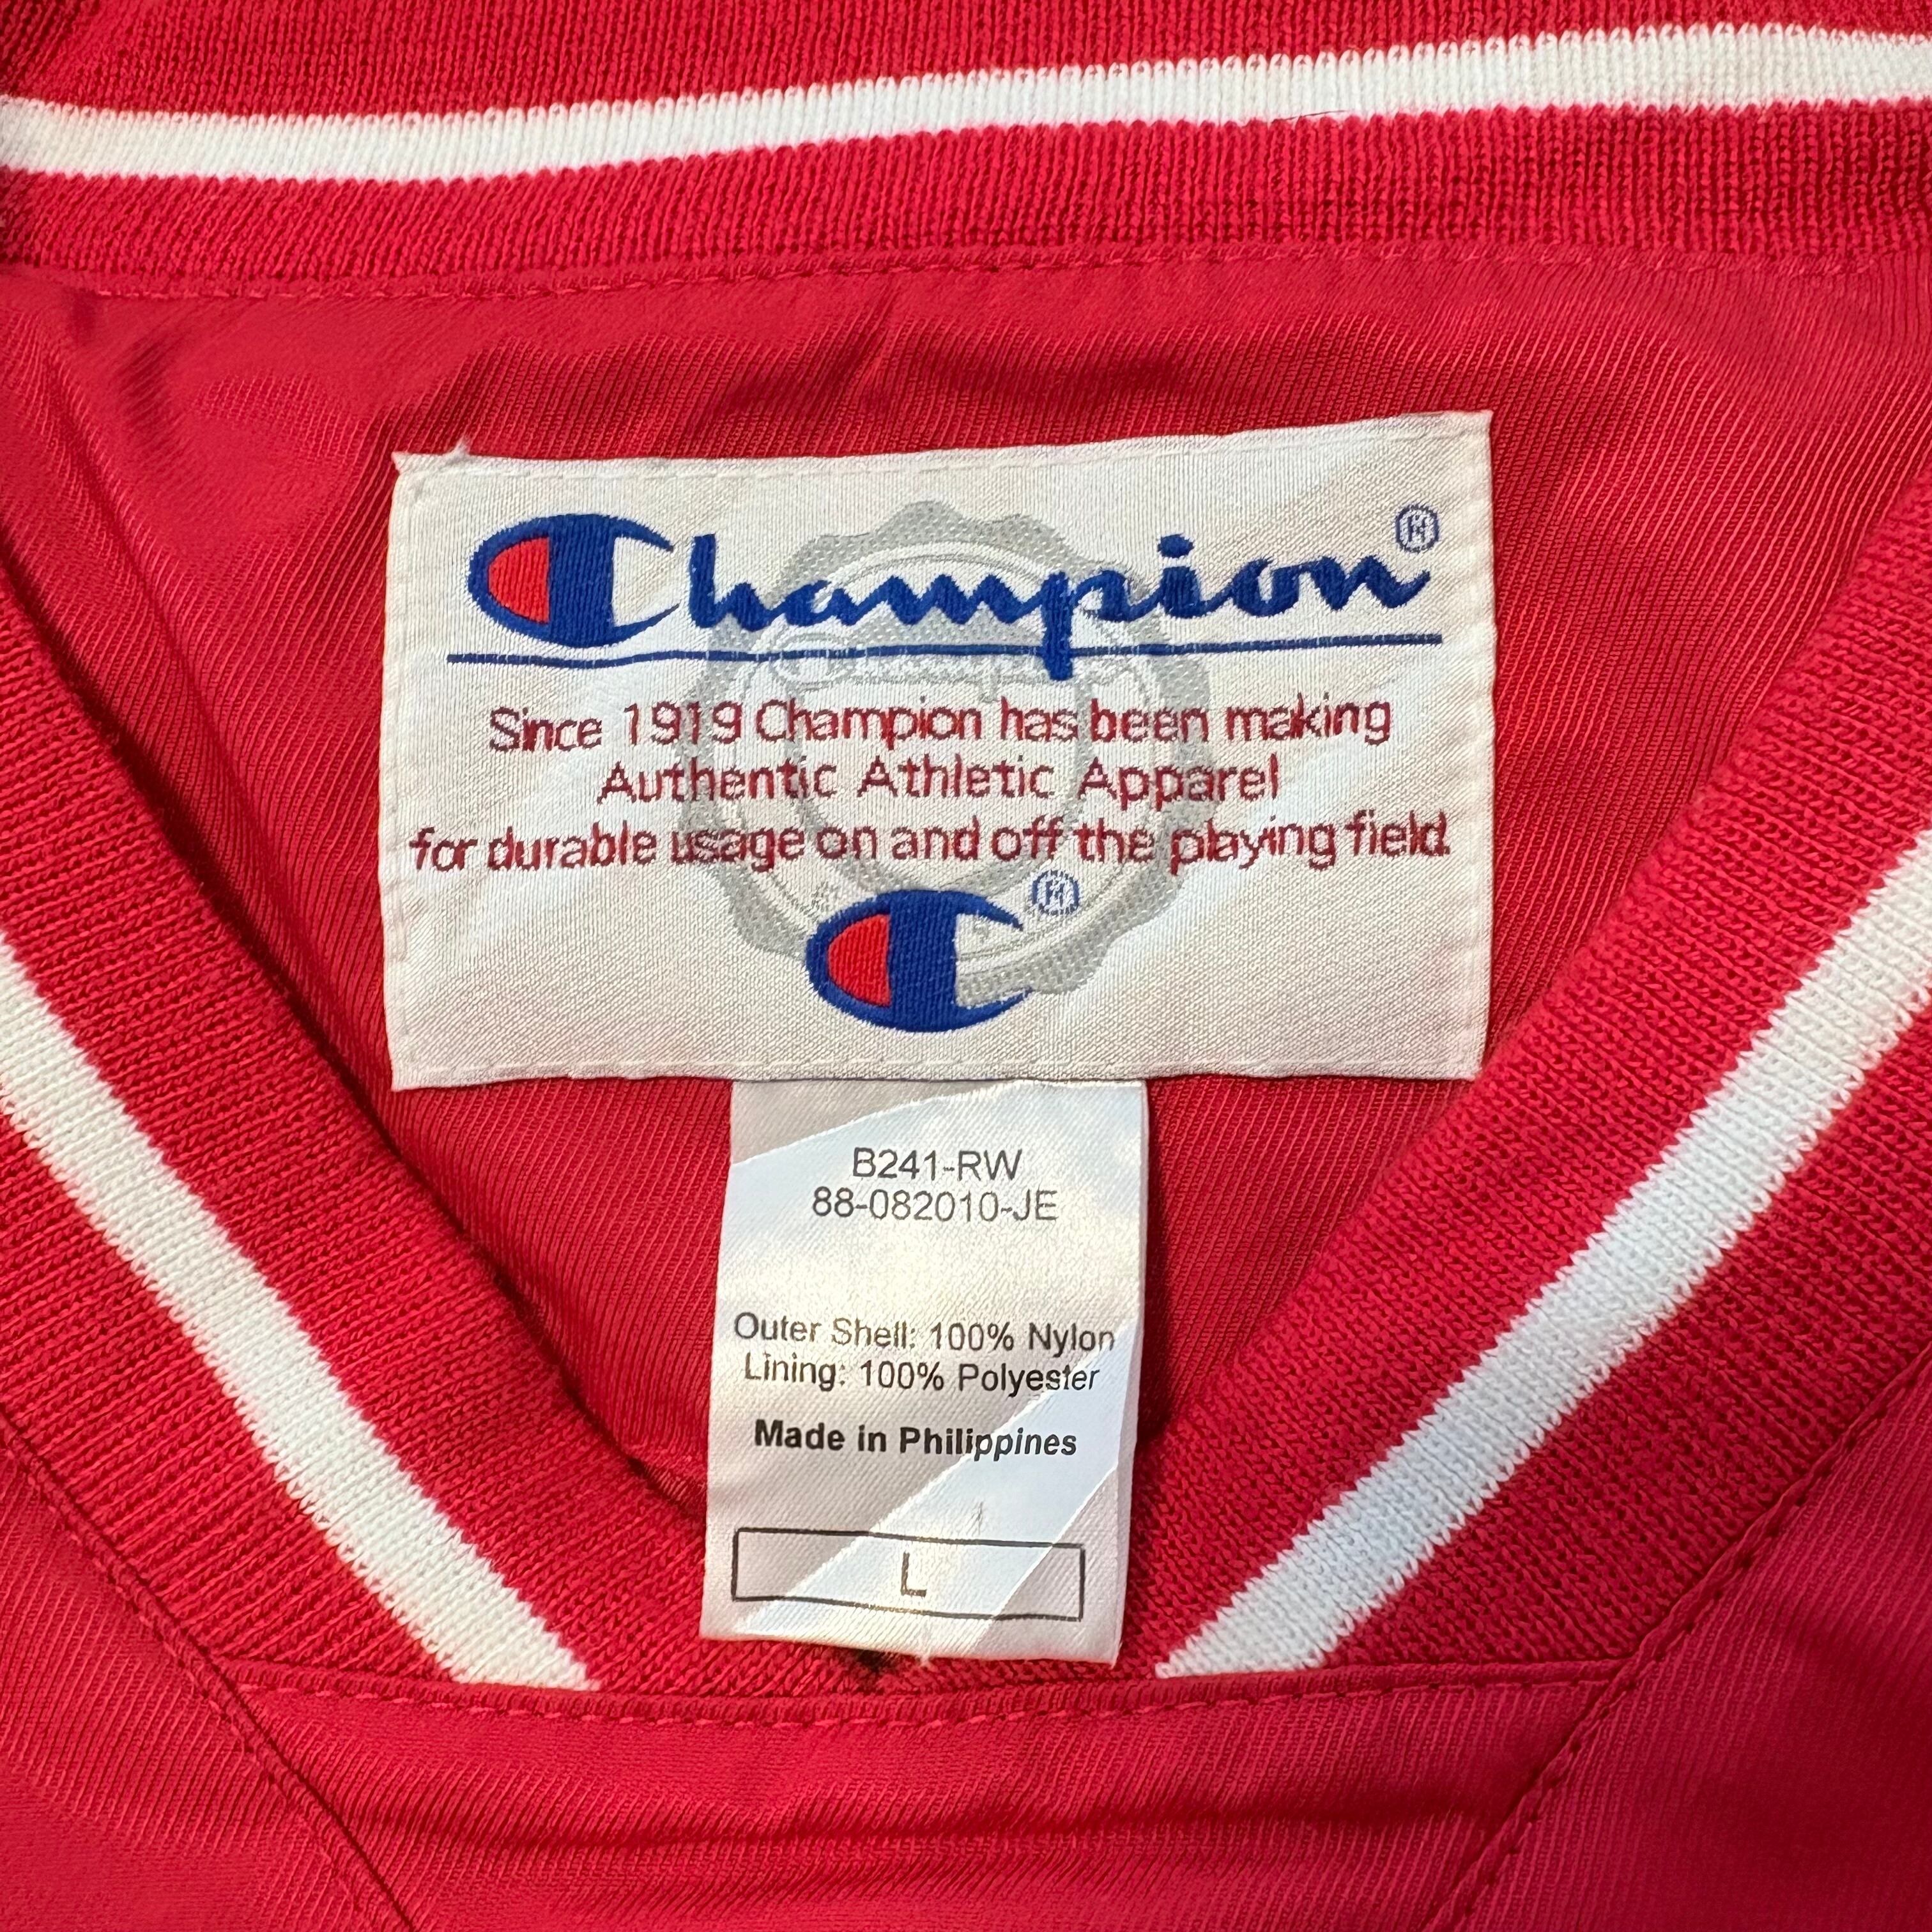 Champion®
Since 1919 Champion has been making
Authentic Athletic Apparel
for durable usage on and off the playing field.
®
B241-RW
88-082010-JE
Outer Shell: 100% Nylon
Lining: 100% Polyester
Made in Philippines
L